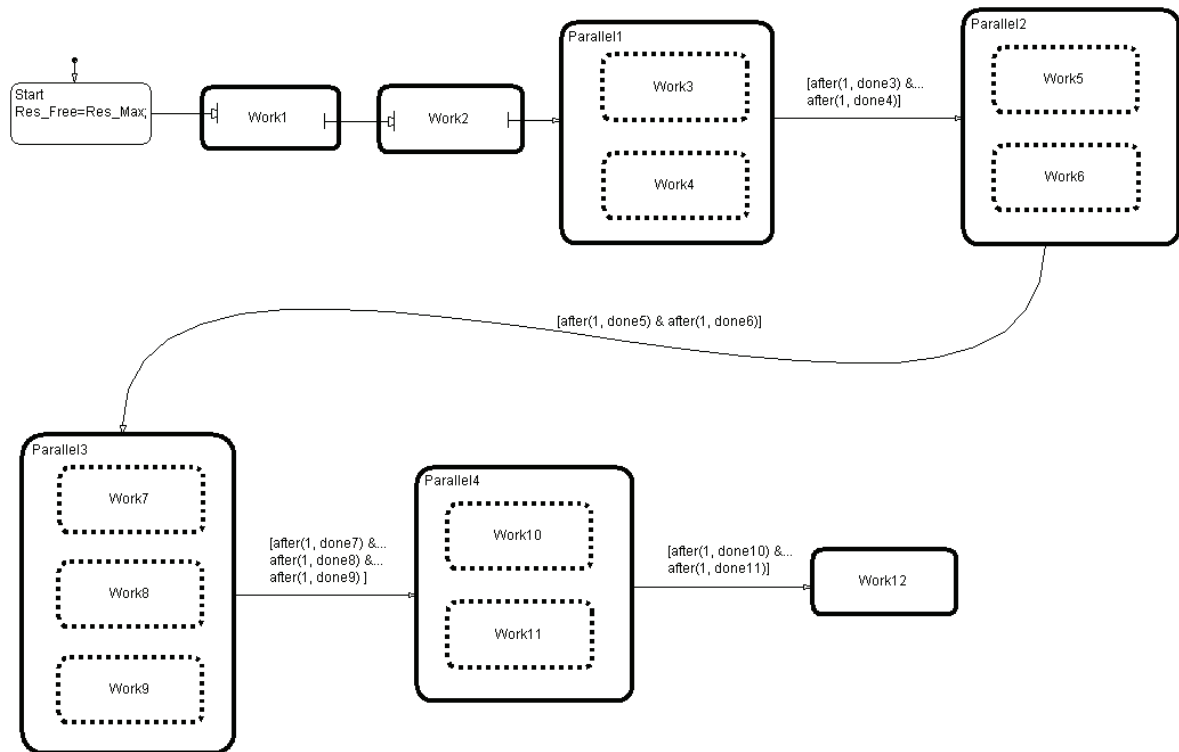 Start
Res_Free=Res_Max;
Work1
Work2
Parallel1
Work3
Work4
[after(1, done3) &...
after(1, done4)]
Parallel2
Work5
Work6
[after(1, done5) & after(1, done6)]
Parallel3
Work7
Work8
Work9
[after(1, done7) &...
after(1, done8) &...
after(1, done9) ]
Parallel4
Work10
Work11
[after(1, done10) &...
after(1, done11)]
Work12